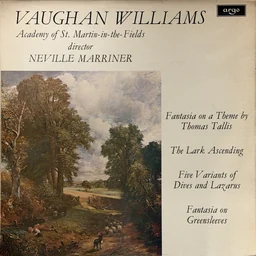 VAUGHAN WILLIAMS
argo
Academy of St. Martin-in-the-Fields
director
NEVILLE MARRINER
Fantasia on a Theme by
Thomas Tallis
The Lark Ascending
Five Variants of
Dives and Lazarus
Fantasia on
Greensleeves